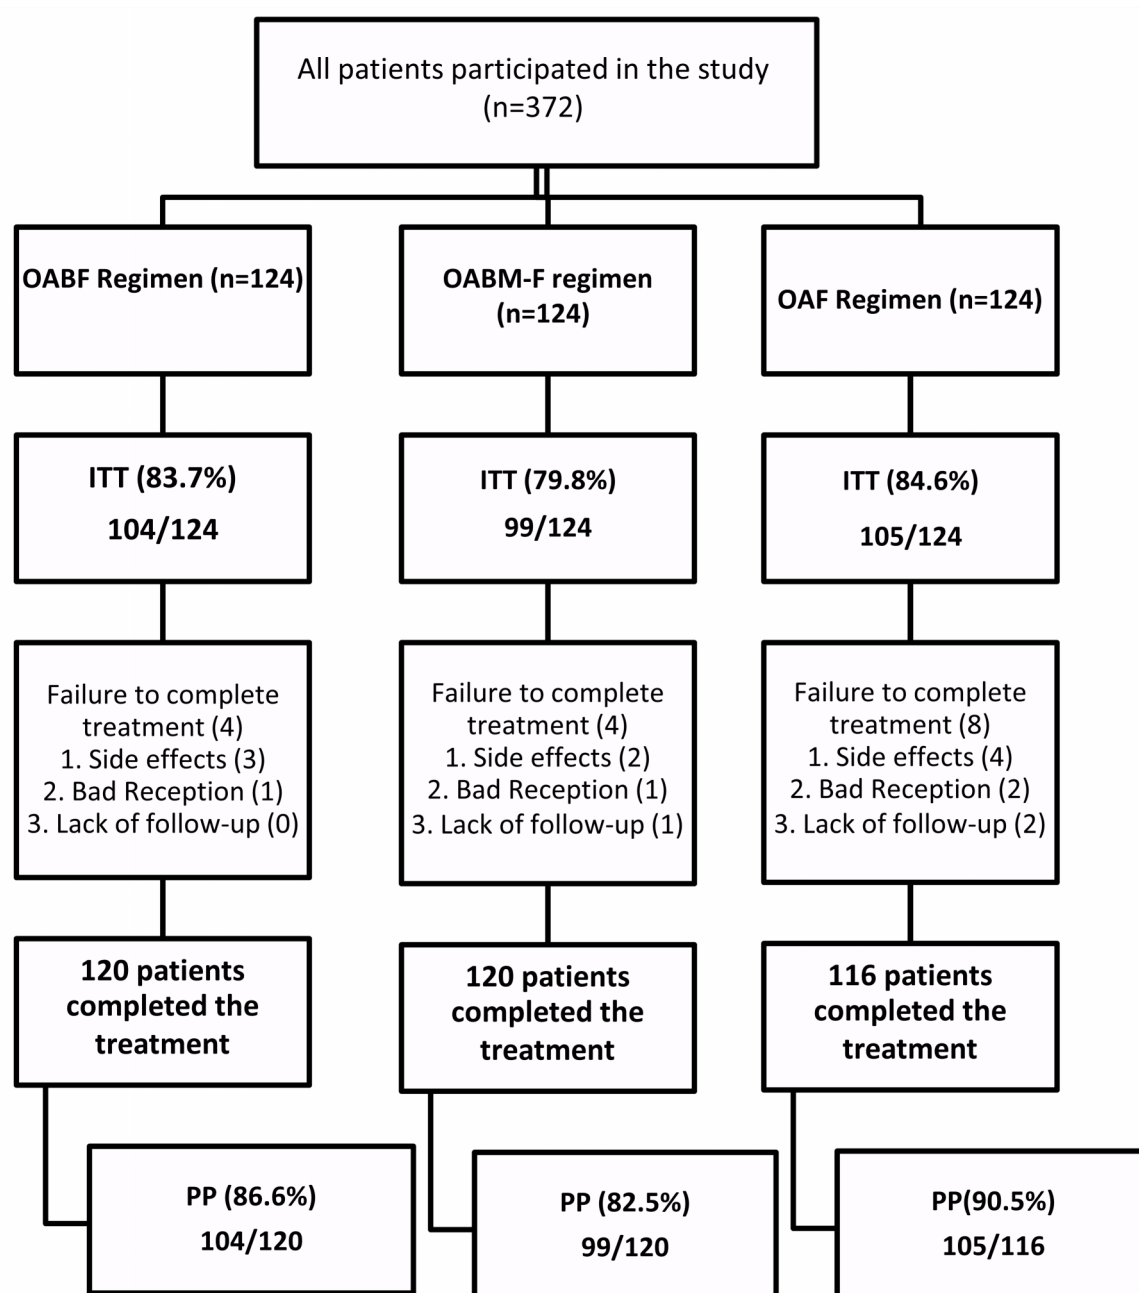 All patients participated in the study
(n=372)
OABF Regimen (n=124)
OABM-F regimen
(n=124)
OAF Regimen (n=124)
ITT (83.7%)
104/124
ITT (79.8%)
99/124
ITT (84.6%)
105/124
Failure to complete
treatment (4)
1. Side effects (3)
2. Bad Reception (1)
3. Lack of follow-up (0)
Failure to complete
treatment (4)
1. Side effects (2)
2. Bad Reception (1)
3. Lack of follow-up (1)
Failure to complete
treatment (8)
1. Side effects (4)
2. Bad Reception (2)
3. Lack of follow-up (2)
120 patients
completed the
treatment
120 patients
completed the
treatment
116 patients
completed the
treatment
PP (86.6%)
104/120
PP (82.5%)
99/120
PP(90.5%)
105/116